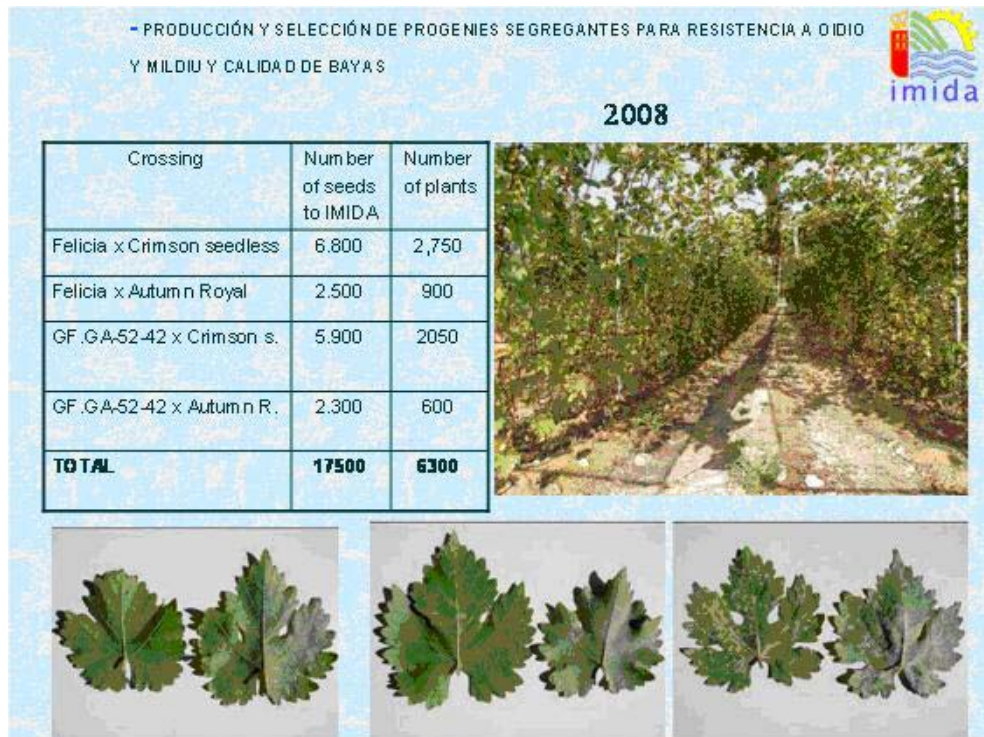 - PRODUCCIÓN Y SELECCIÓN DE PROGENIES SEGREGANTES PARA RESISTENCIA A OIDIO
Y MILDIU Y CALIDAD DE BAYAS
imida
2008
Crossing Number of seeds to IMIDA Number of plants
Felicia x Crimson seedless 6.800 2,750
Felicia x Autumn Royal 2.500 900
GF.GA-52-42 x Crimson s. 5.900 2050
GF.GA-52-42 x Autumn R. 2.300 600
TOTAL 17500 6300